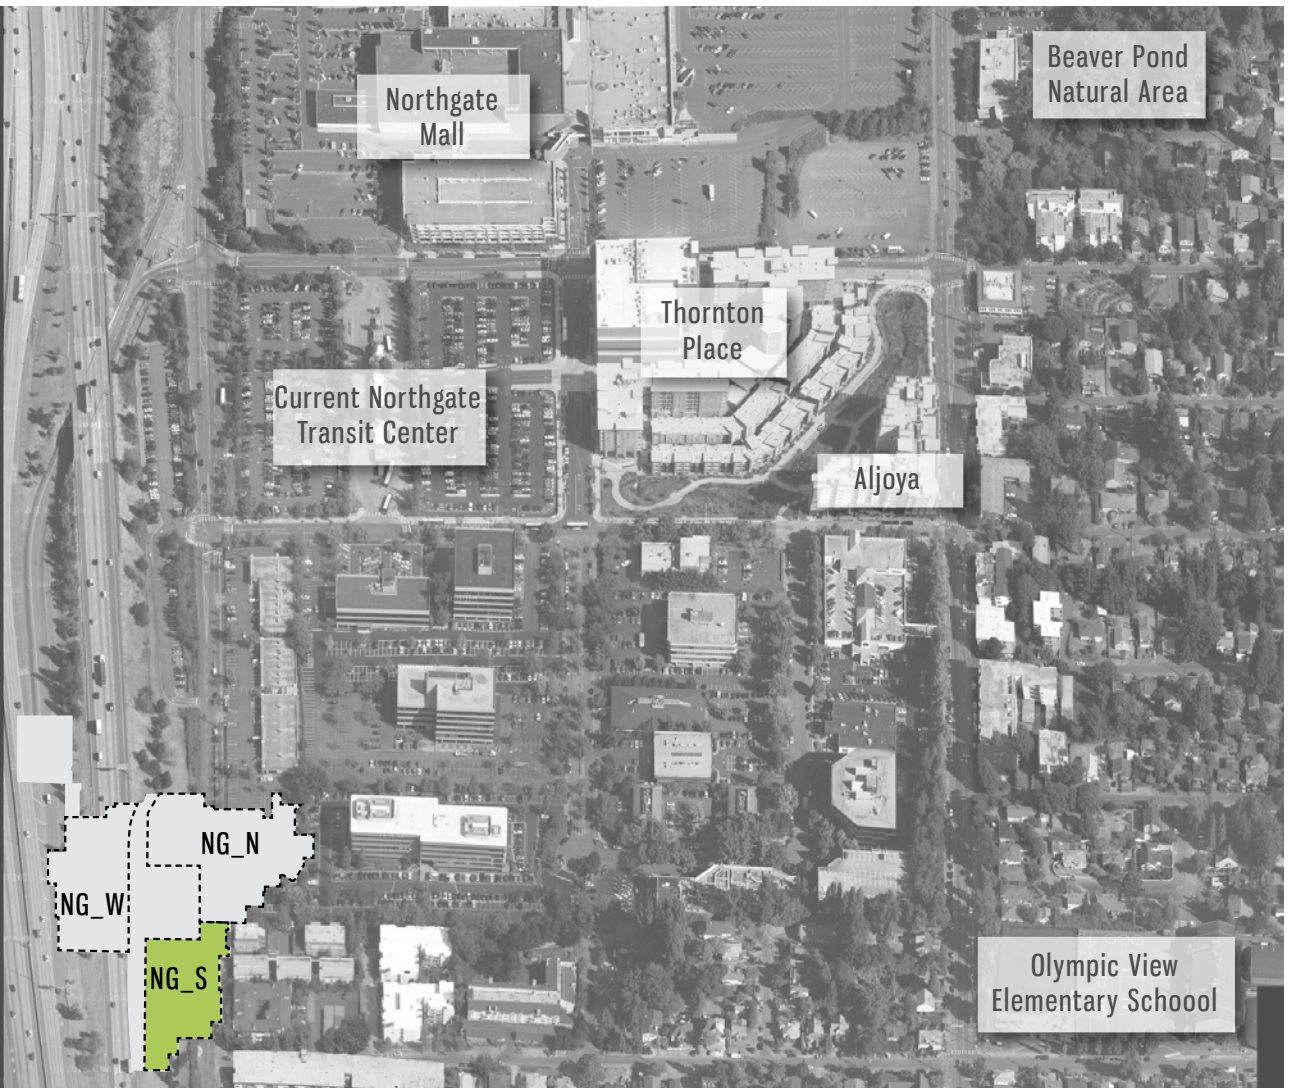 Northgate
Mall
Beaver Pond
Natural Area
Thornton
Place
Current Northgate
Transit Center
Aljoya
NG_N
NG_W
NG_S
Olympic View
Elementary Schoool